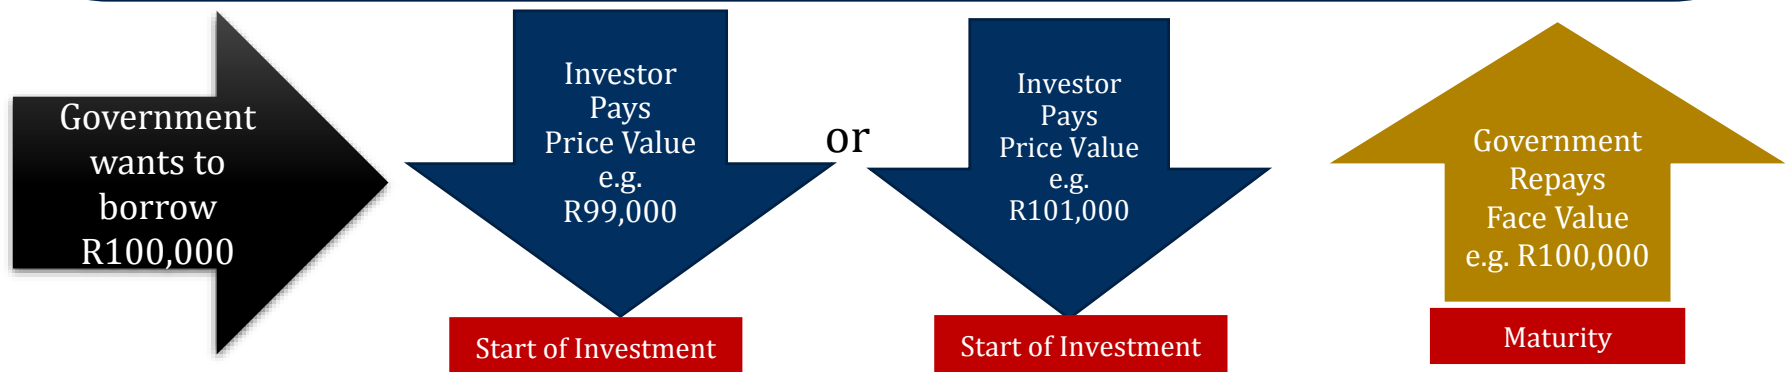 Government
wants to
borrow
R100,000
Investor
Pays
Price Value
e.g.
R99,000
Start of Investment
or
Investor
Pays
Price Value
e.g.
R101,000
Start of Investment
Government
Repays
Face Value
e.g. R100,000
Maturity